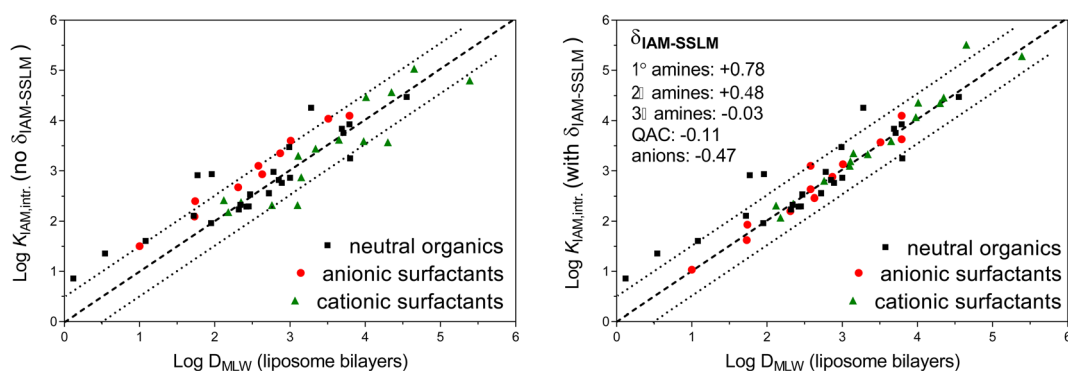 Log K_IAM,intr. (no δ_IAM-SSLM)
6
5
4
3
2
1
0
0 1 2 3 4 5 6
neutral organics
anionic surfactants
cationic surfactants
Log D_MLW (liposome bilayers)
Log K_IAM,intr. (with δ_IAM-SSLM)
6
5
4
3
2
1
0
0 1 2 3 4 5 6
δ_IAM-SSLM
1° amines: +0.78
2▯ amines: +0.48
3▯ amines: -0.03
QAC: -0.11
anions: -0.47
neutral organics
anionic surfactants
cationic surfactants
Log D_MLW (liposome bilayers)